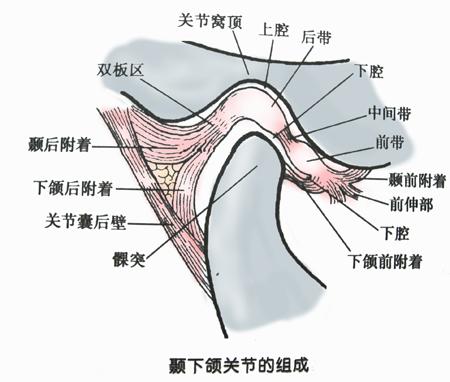 关节窝顶
上腔
后带
双板区
下腔
中间带
前带
颞后附着
颞前附着
下颌后附着
前伸部
关节囊后壁
下腔
髁突
下颌前附着
颞下颌关节的组成